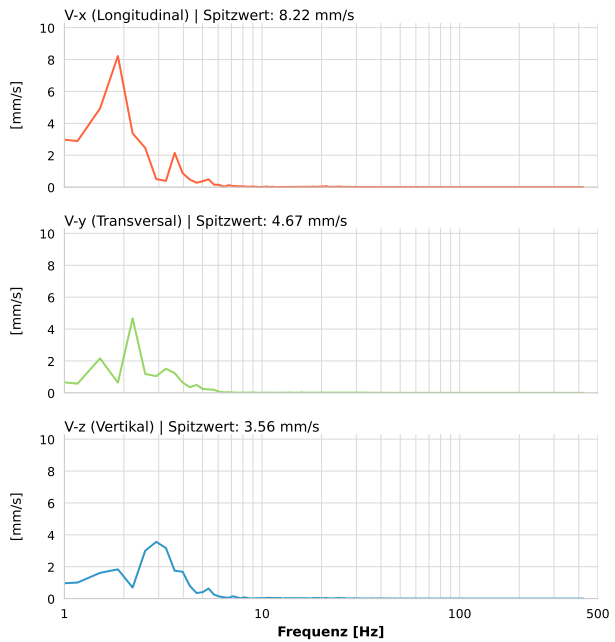 V-x (Longitudinal) | Spitzwert: 8.22 mm/s
10
8
6
4
2
0
[mm/s]
V-y (Transversal) | Spitzwert: 4.67 mm/s
10
8
6
4
2
0
[mm/s]
V-z (Vertikal) | Spitzwert: 3.56 mm/s
10
8
6
4
2
0
[mm/s]
1 10 100 500
Frequenz [Hz]